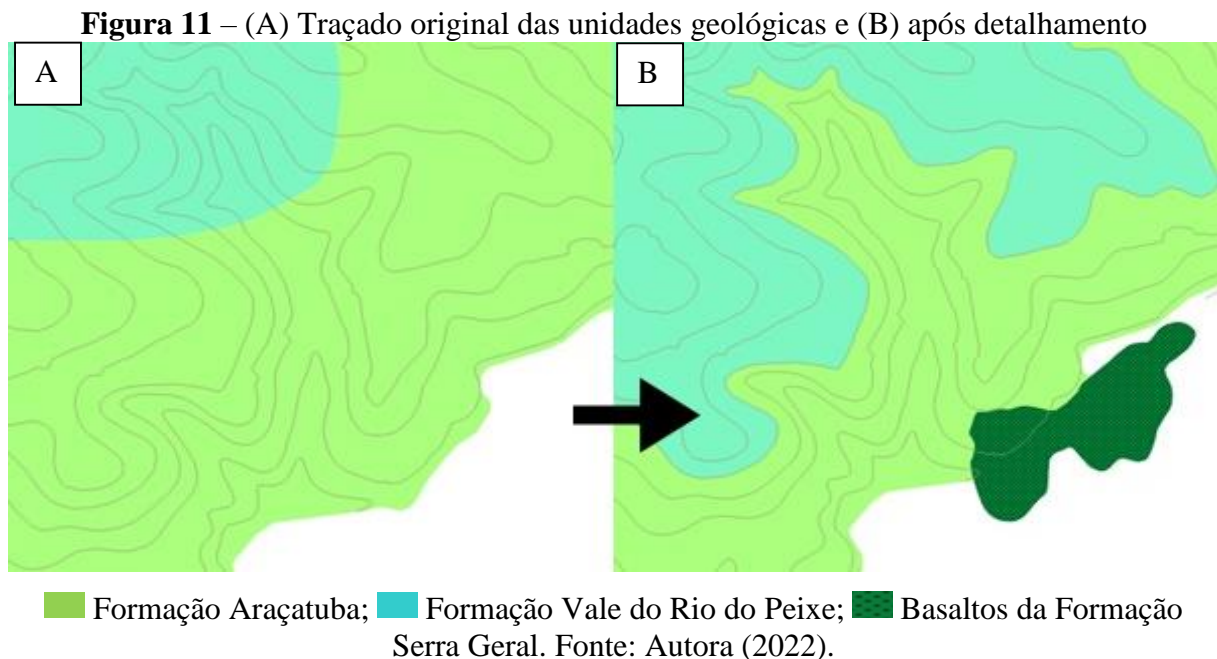 Figura 11 – (A) Traçado original das unidades geológicas e (B) após detalhamento
A
B
Formação Araçatuba; Formação Vale do Rio do Peixe; Basaltos da Formação
Serra Geral. Fonte: Autora (2022).